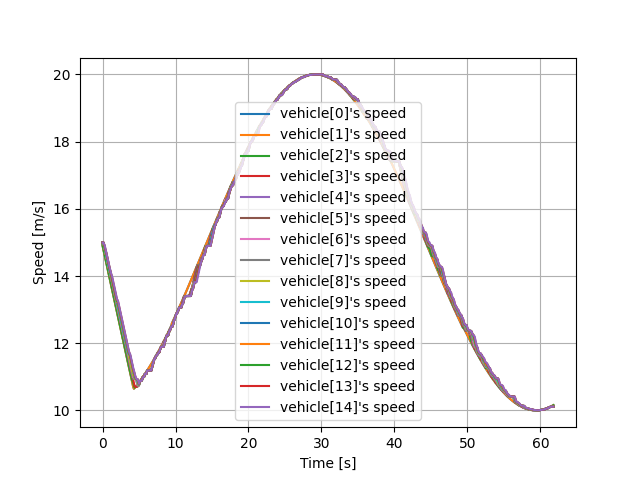 20
18
16
14
12
10
Speed [m/s]
vehicle[0]'s speed
vehicle[1]'s speed
vehicle[2]'s speed
vehicle[3]'s speed
vehicle[4]'s speed
vehicle[5]'s speed
vehicle[6]'s speed
vehicle[7]'s speed
vehicle[8]'s speed
vehicle[9]'s speed
vehicle[10]'s speed
vehicle[11]'s speed
vehicle[12]'s speed
vehicle[13]'s speed
vehicle[14]'s speed
0 10 20 30 40 50 60
Time [s]